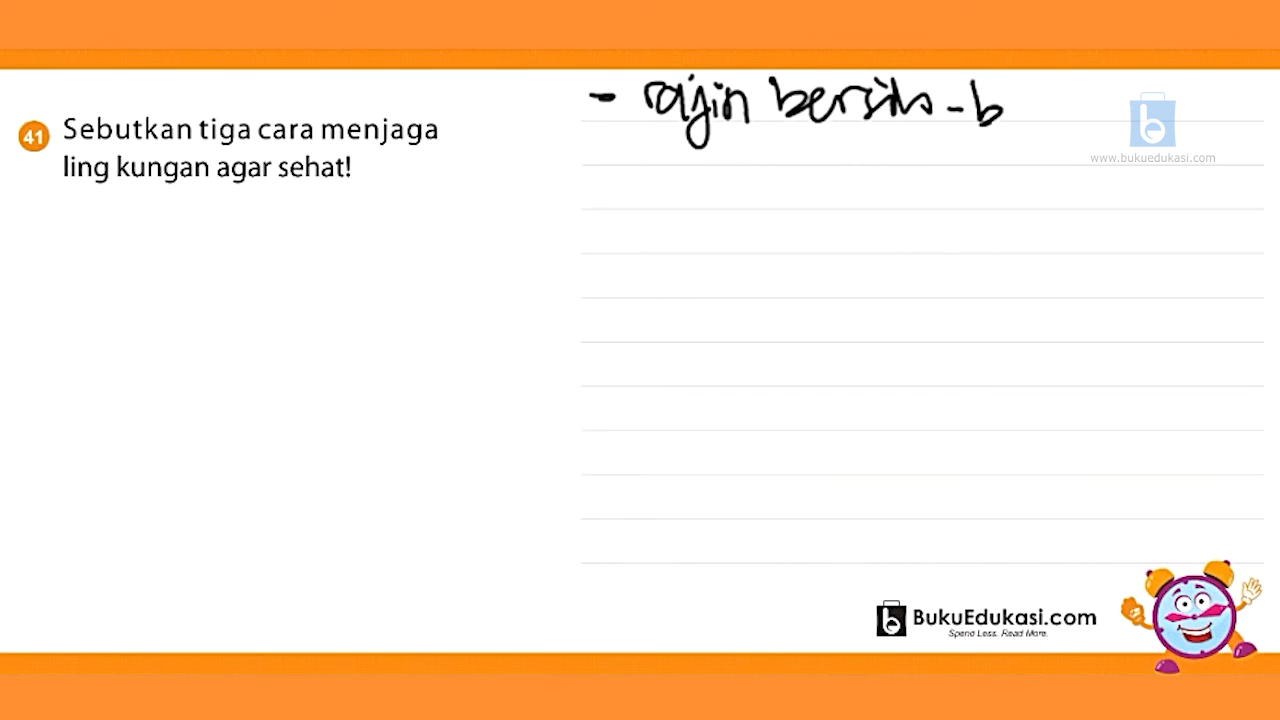 - rajin bersih - b
41 Sebutkan tiga cara menjaga
ling kungan agar sehat!
www.bukuedukasi.com
BukuEdukasi.com
Spend Less. Read More.